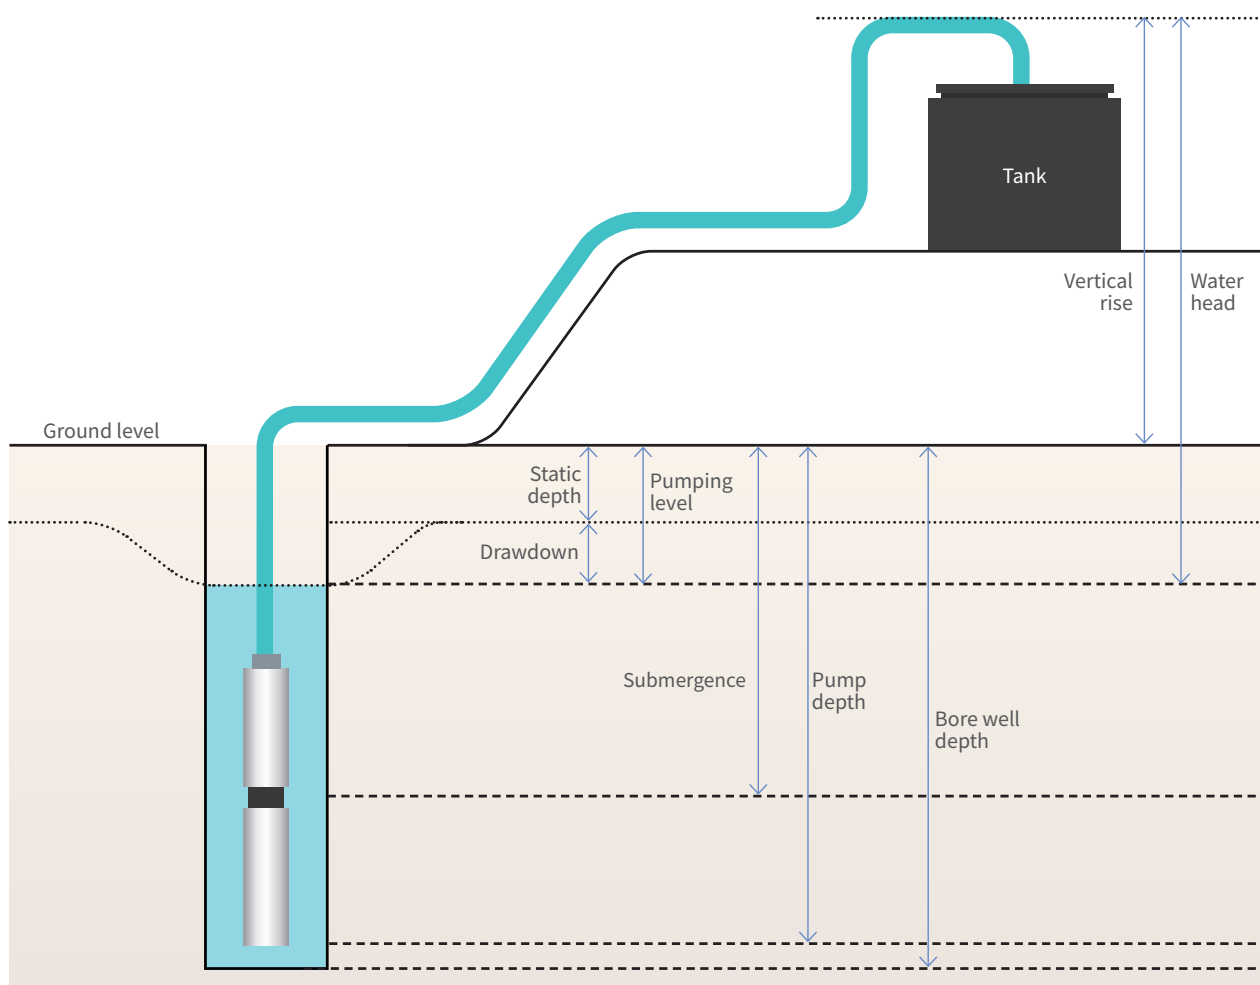 Tank
Vertical
rise
Water
head
Ground level
Static
depth
Pumping
level
Drawdown
Submergence
Pump
depth
Bore well
depth